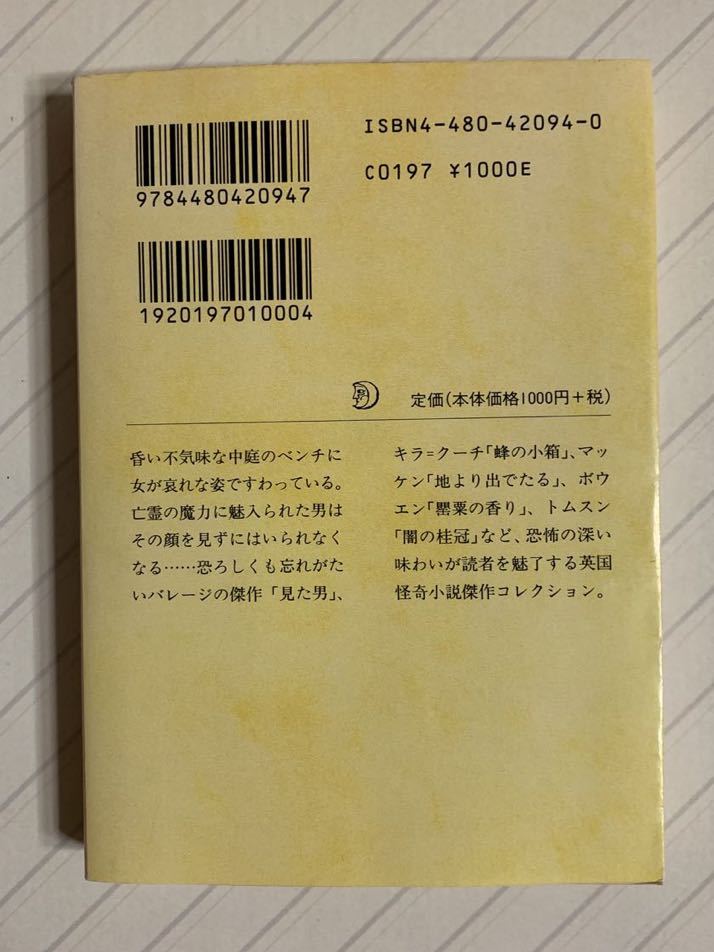 ISBN4-480-42094-0
C0197 ¥1000E
9784480420947
1920197010004
定価(本体価格1000円+税)
昏い不気味な中庭のベンチに
女が哀れな姿ですわっている。
亡霊の魔力に魅入られた男は
その顔を見ずにはいられなく
なる……恐ろしくも忘れがた
いバレージの傑作「見た男」、
キラ=クーチ「蜂の小箱」、マッ
ケン「地より出でたる」、ボウ
エン「罌粟の香り」、トムスン
「闇の桂冠」など、恐怖の深い
味わいが読者を魅了する英国
怪奇小説傑作コレクション。